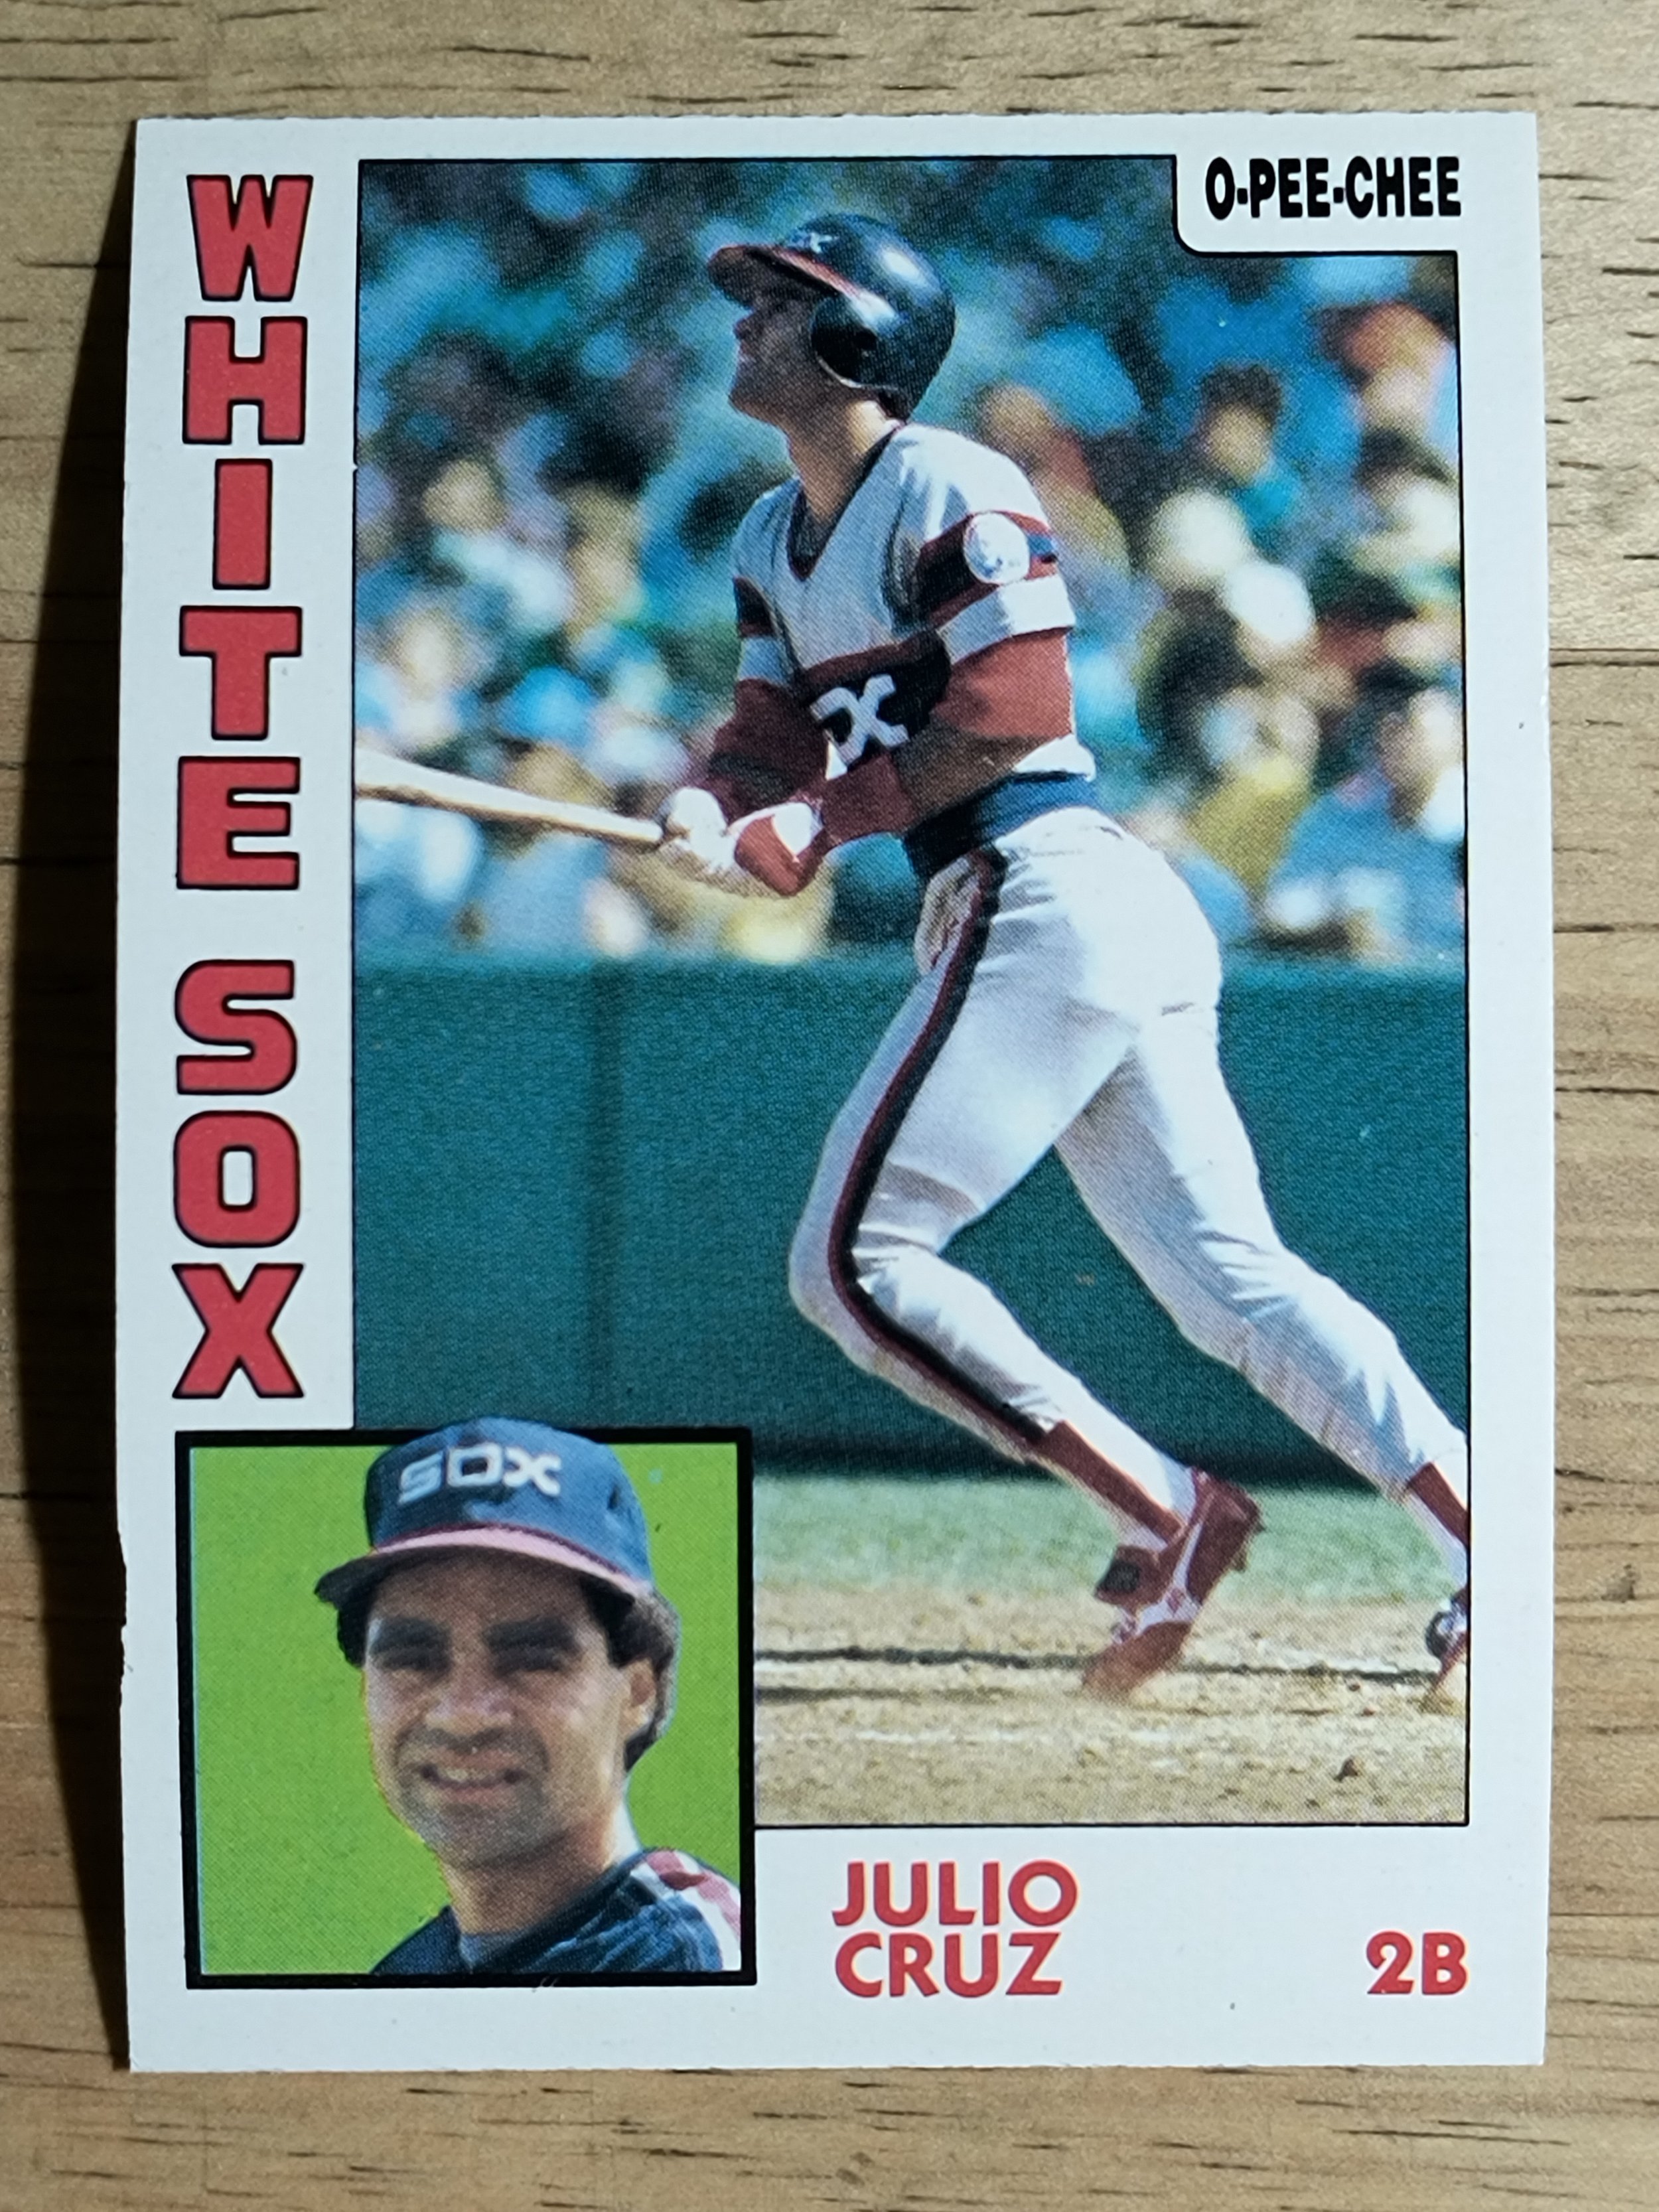 O-PEE-CHEE
WHITE SOX
SOX
JULIO
CRUZ
2B